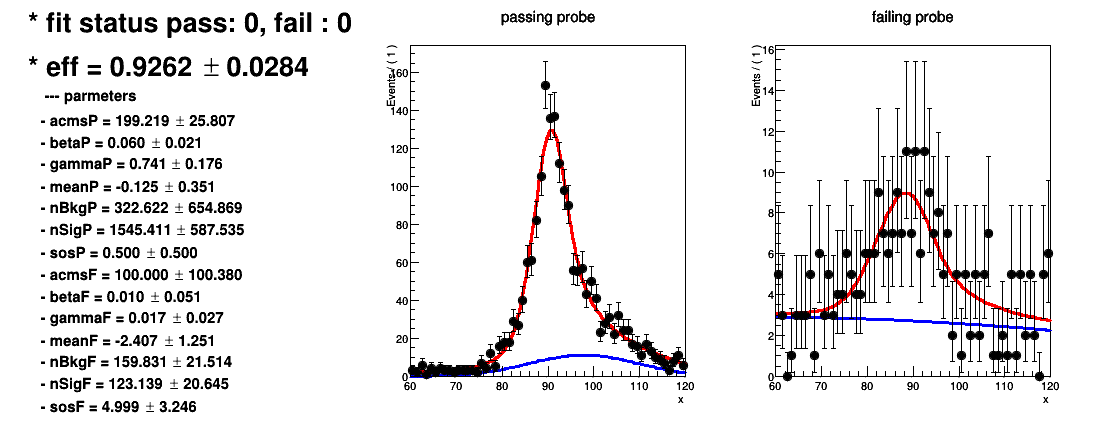 * fit status pass: 0, fail : 0
* eff = 0.9262 ± 0.0284
--- parmeters
- acmsP = 199.219 ± 25.807
- betaP = 0.060 ± 0.021
- gammaP = 0.741 ± 0.176
- meanP = -0.125 ± 0.351
- nBkgP = 322.622 ± 654.869
- nSigP = 1545.411 ± 587.535
- sosP = 0.500 ± 0.500
- acmsF = 100.000 ± 100.380
- betaF = 0.010 ± 0.051
- gammaF = 0.017 ± 0.027
- meanF = -2.407 ± 1.251
- nBkgF = 159.831 ± 21.514
- nSigF = 123.139 ± 20.645
- sosF = 4.999 ± 3.246
passing probe
Events / ( 1 )
160
140
120
100
80
60
40
20
0
60 70 80 90 100 110 120
x
failing probe
Events / ( 1 )
16
14
12
10
8
6
4
2
0
60 70 80 90 100 110 120
x